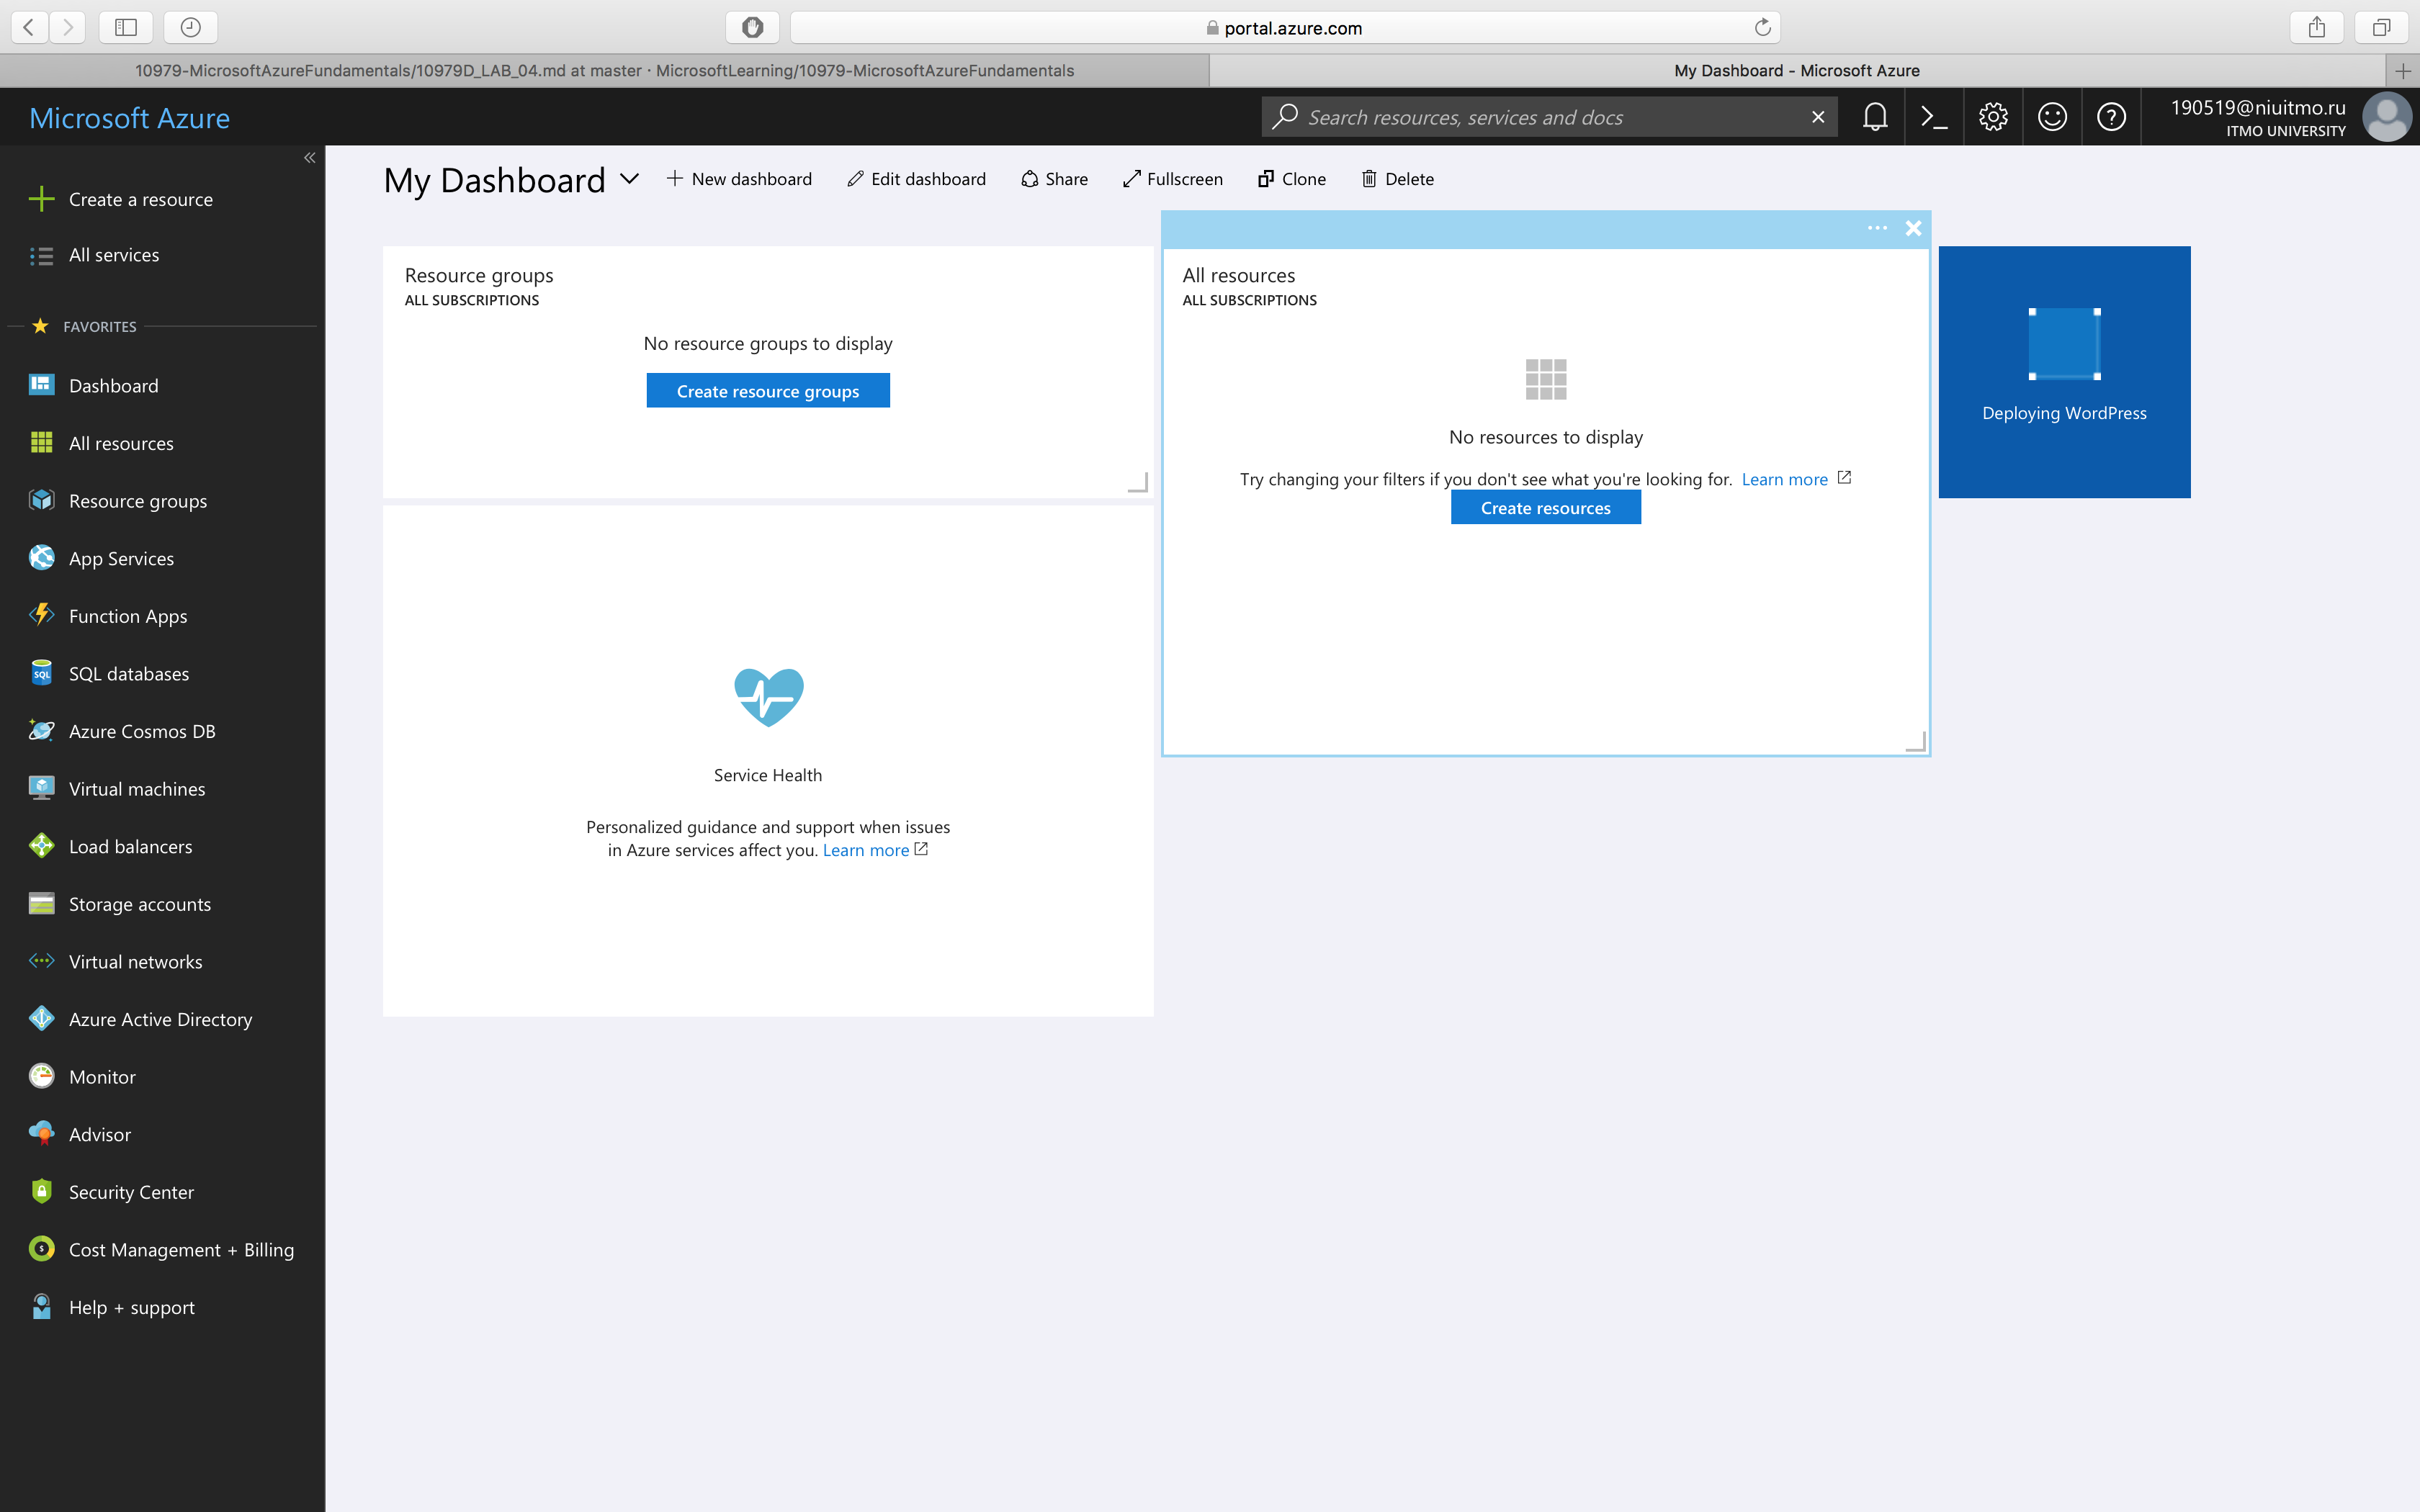 portal.azure.com
10979-MicrosoftAzureFundamentals/10979D_LAB_04.md at master · MicrosoftLearning/10979-MicrosoftAzureFundamentals
My Dashboard - Microsoft Azure
Microsoft Azure
Search resources, services and docs
190519@niuitmo.ru
ITMO UNIVERSITY
Create a resource
All services
FAVORITES
Dashboard
All resources
Resource groups
App Services
Function Apps
SQL databases
Azure Cosmos DB
Virtual machines
Load balancers
Storage accounts
Virtual networks
Azure Active Directory
Monitor
Advisor
Security Center
Cost Management + Billing
Help + support
My Dashboard
New dashboard
Edit dashboard
Share
Fullscreen
Clone
Delete
Resource groups
ALL SUBSCRIPTIONS
No resource groups to display
Create resource groups
Service Health
Personalized guidance and support when issues
in Azure services affect you. Learn more
All resources
ALL SUBSCRIPTIONS
No resources to display
Try changing your filters if you don't see what you're looking for. Learn more
Create resources
Deploying WordPress